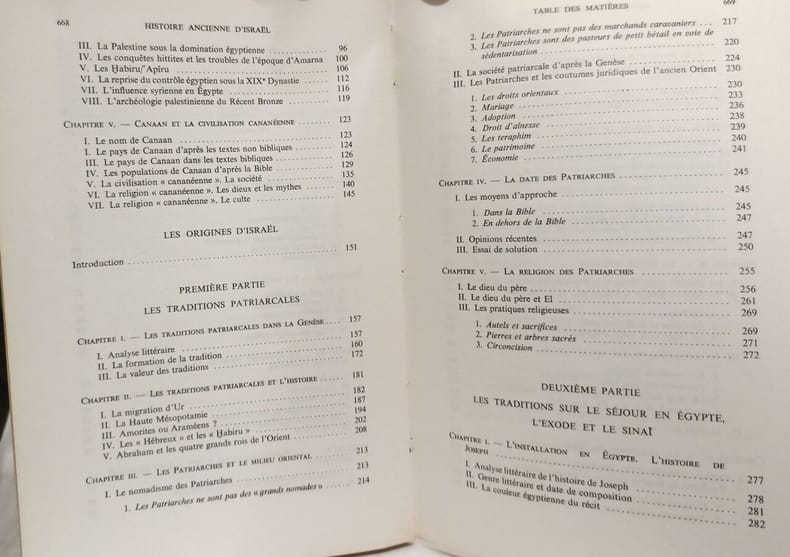 668 HISTOIRE ANCIENNE D'ISRAËL
III. La Palestine sous la domination égyptienne .......... 96
IV. Les conquêtes hittites et les troubles de l'époque d'Amarna 100
V. Les Ḫabiru/ʿApiru .......... 106
VI. La reprise du contrôle égyptien sous la XIXᵉ Dynastie ...... 112
VII. L'influence syrienne en Égypte .......... 116
VIII. L'archéologie palestinienne du Récent Bronze .......... 119
CHAPITRE V. — CANAAN ET LA CIVILISATION CANANÉENNE .......... 123
I. Le nom de Canaan .......... 123
II. Le pays de Canaan d'après les textes non bibliques .......... 124
III. Le pays de Canaan dans les textes bibliques .......... 126
IV. Les populations de Canaan d'après la Bible .......... 129
V. La civilisation « cananéenne ». La société .......... 135
VI. La religion « cananéenne ». Les dieux et les mythes ....... 140
VII. La religion « cananéenne ». Le culte .......... 145
LES ORIGINES D'ISRAËL
Introduction .......... 151
PREMIÈRE PARTIE
LES TRADITIONS PATRIARCALES
CHAPITRE I. — LES TRADITIONS PATRIARCALES DANS LA GENÈSE .... 157
I. Analyse littéraire .......... 157
II. La formation de la tradition .......... 160
III. La valeur des traditions .......... 172
CHAPITRE II. — LES TRADITIONS PATRIARCALES ET L'HISTOIRE ...... 181
I. La migration d'Ur .......... 182
II. La Haute Mésopotamie .......... 187
III. Amorites ou Araméens ? .......... 194
IV. Les « Hébreux » et les « Ḫabiru » .......... 202
V. Abraham et les quatre grands rois de l'Orient .......... 208
CHAPITRE III. — LES PATRIARCHES ET LE MILIEU ORIENTAL ........ 213
I. Le nomadisme des Patriarches .......... 213
1. Les Patriarches ne sont pas des « grands nomades » ...... 214
TABLE DES MATIÈRES 669
2. Les Patriarches ne sont pas des marchands caravaniers ... 217
3. Les Patriarches sont des pasteurs de petit bétail en voie de
sédentarisation .......... 220
II. La société patriarcale d'après la Genèse .......... 224
III. Les Patriarches et les coutumes juridiques de l'ancien Orient 230
1. Les droits orientaux .......... 230
2. Mariage .......... 233
3. Adoption .......... 236
4. Droit d'aînesse .......... 238
5. Les teraphim .......... 239
6. Le patrimoine .......... 240
7. Économie .......... 241
CHAPITRE IV. — LA DATE DES PATRIARCHES .......... 245
I. Les moyens d'approche .......... 245
1. Dans la Bible .......... 245
2. En dehors de la Bible .......... 247
II. Opinions récentes .......... 247
III. Essai de solution .......... 250
CHAPITRE V. — LA RELIGION DES PATRIARCHES .......... 255
I. Le dieu du père .......... 256
II. Le dieu du père et El .......... 261
III. Les pratiques religieuses .......... 269
1. Autels et sacrifices .......... 269
2. Pierres et arbres sacrés .......... 271
3. Circoncision .......... 272
DEUXIÈME PARTIE
LES TRADITIONS SUR LE SÉJOUR EN ÉGYPTE,
L'EXODE ET LE SINAÏ
CHAPITRE I. — L'INSTALLATION EN ÉGYPTE. L'HISTOIRE DE
JOSEPH .......... 277
I. Analyse littéraire de l'histoire de Joseph .......... 278
II. Genre littéraire et date de composition .......... 281
III. La couleur égyptienne du récit .......... 282